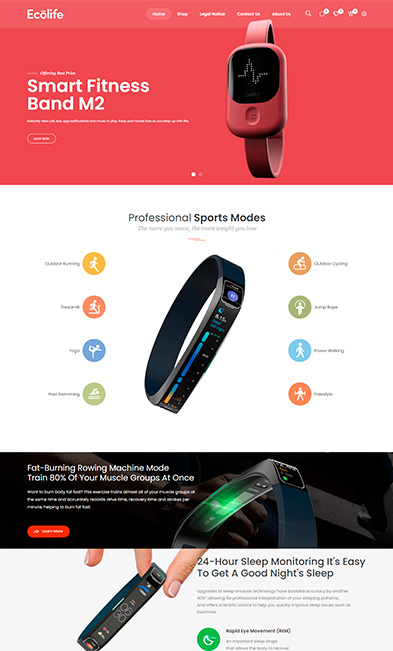 Ecōlife
Home Shop Legal Notice Contact Us About Us
Offering Best Price
Smart Fitness
Band M2
Instantly view call, text, app notifications and music to play. Keep your hands free as you keep up with life.
SHOP NOW
Professional Sports Modes
The more you move, the more weight you lose
Outdoor Running
Outdoor Cycling
Treadmill
Jump Rope
Yoga
Power-Walking
Pool Swimming
Freestyle
Fat-Burning Rowing Machine Mode
Train 80% Of Your Muscle Groups At Once
Want to burn body fat fast? This exercise trains almost all of your muscle groups at
the same time and accurately records drive time, recovery time and strokes per
minute, helping to burn fat fast.
Learn More
24-Hour Sleep Monitoring It's Easy
To Get A Good Night's Sleep
Upgrades to sleep analysis technology have boosted accuracy by another
40%*,allowing for professional interpretation of your sleeping patterns,
and offers scientific advice to help you quickly improve sleep issues such as
insomnia.
Rapid Eye Movement (REM)
An important sleep stage
that allows the body to recover